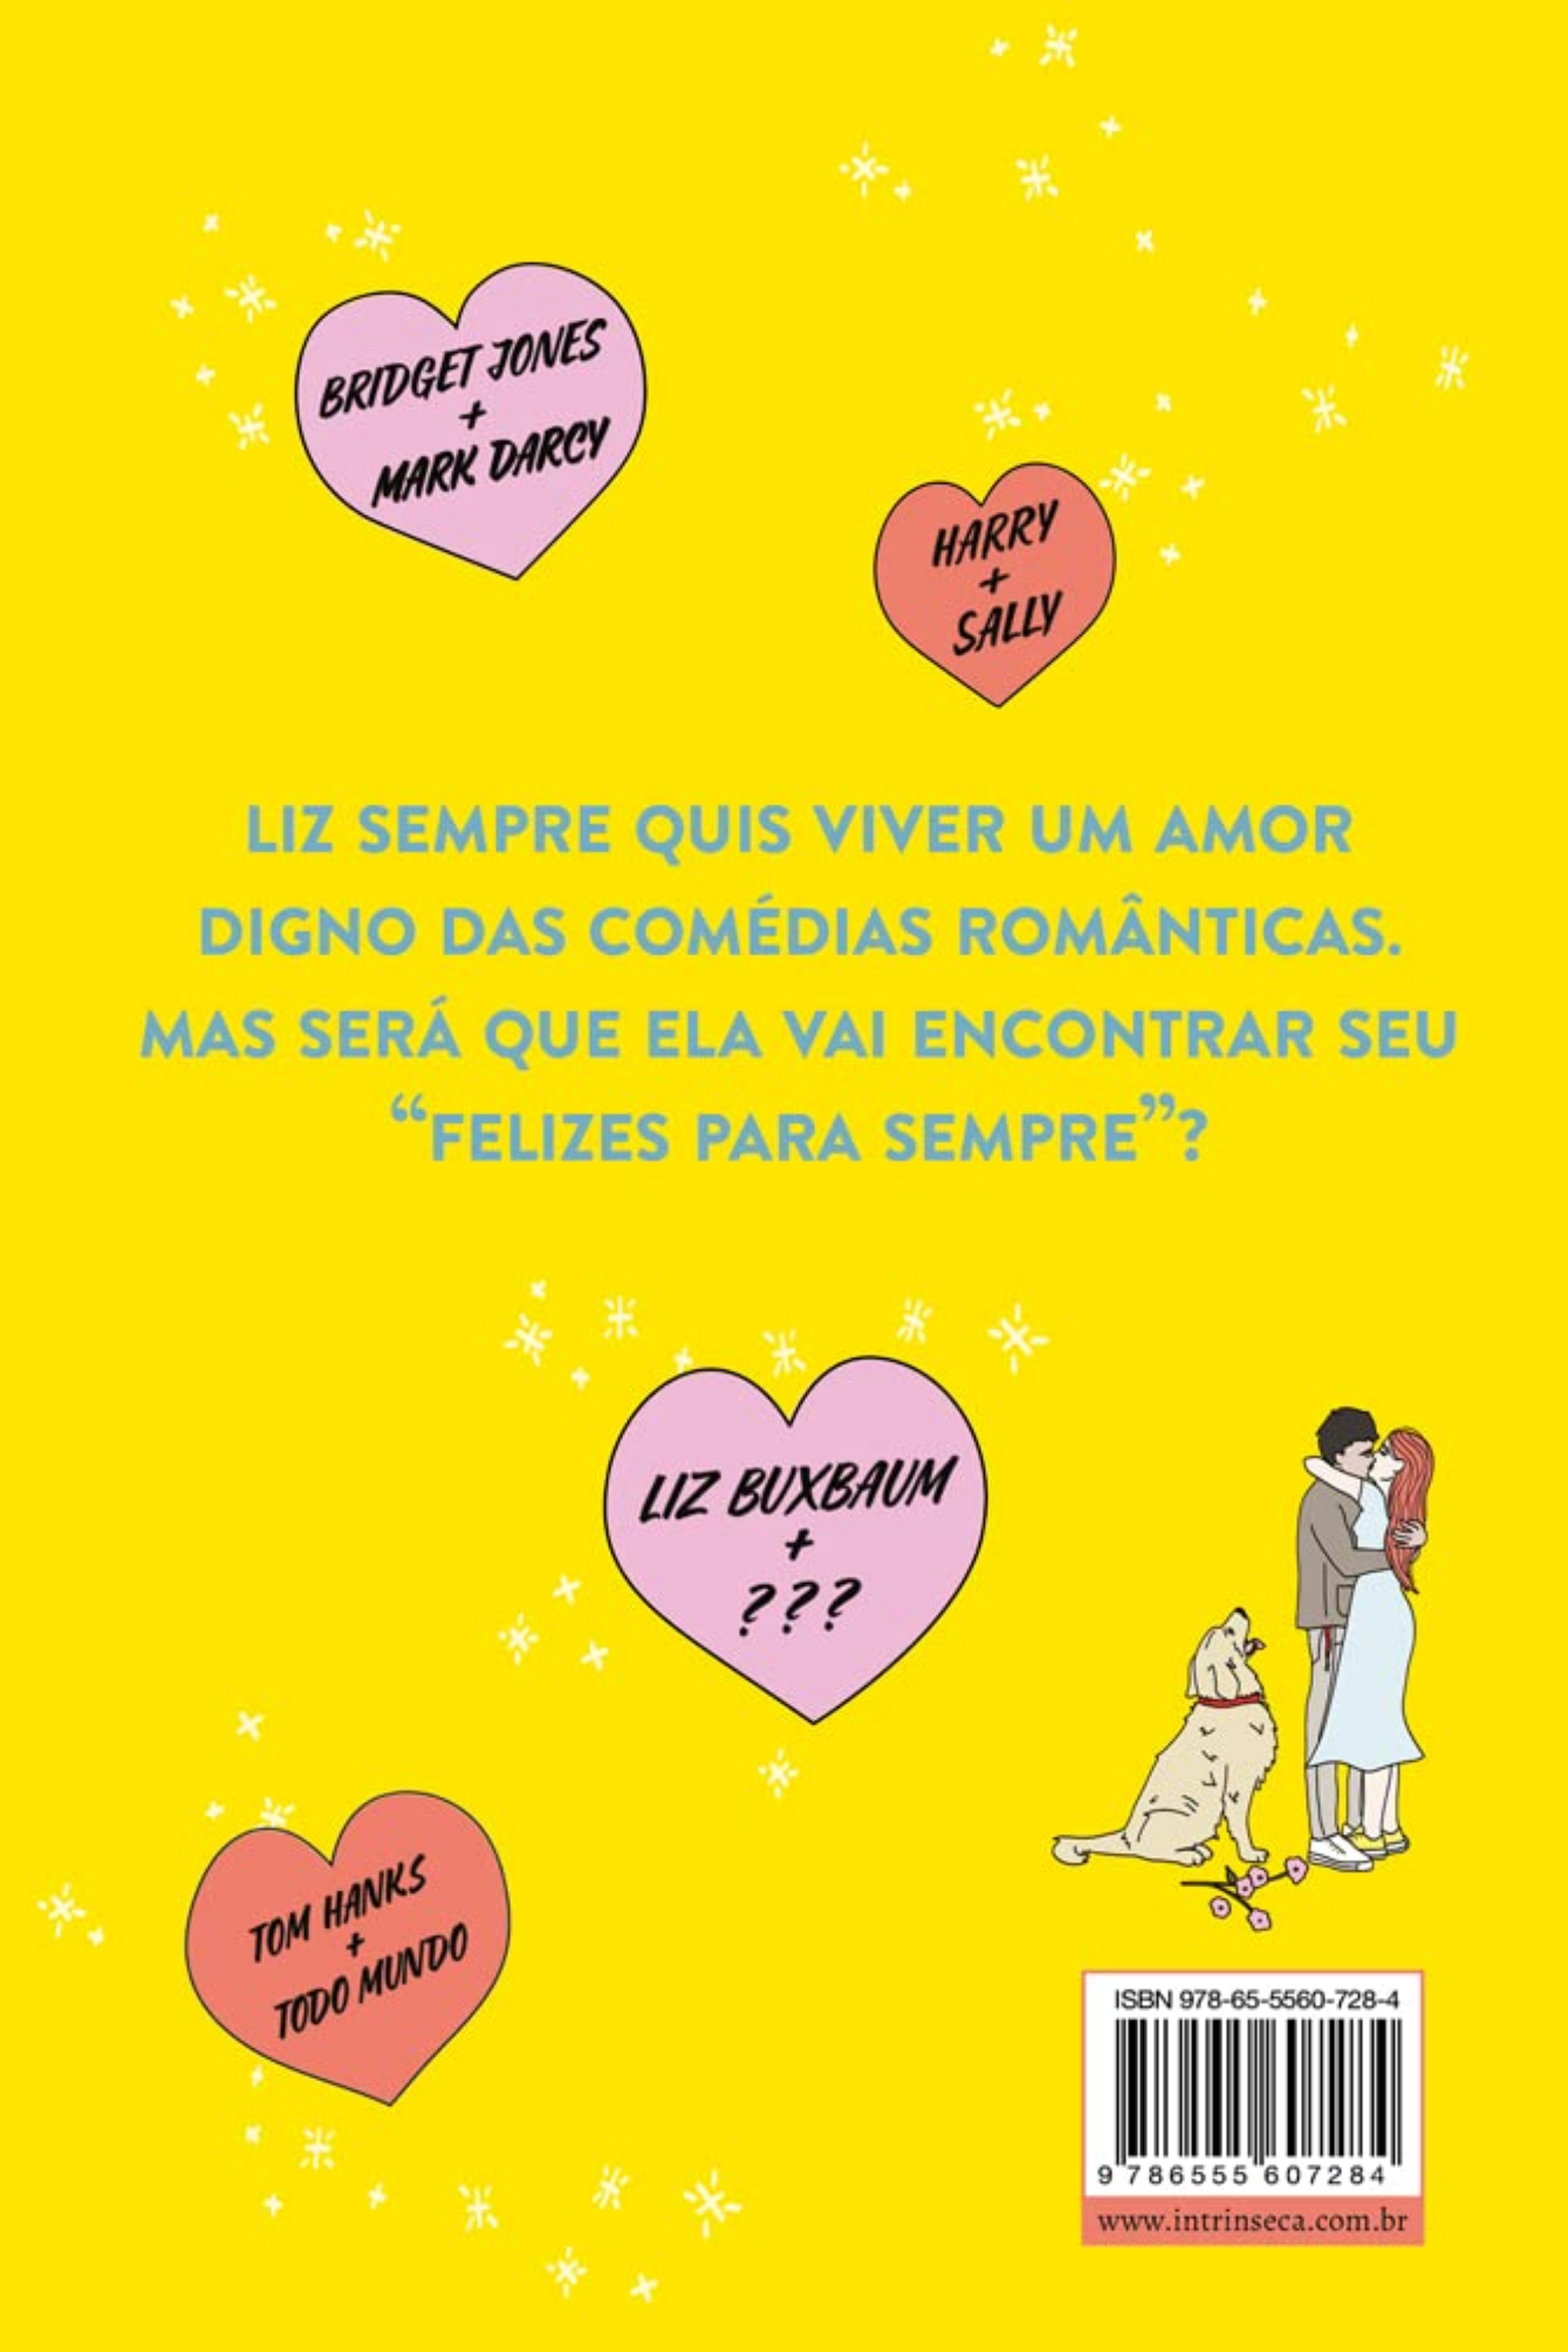 BRIDGET JONES
+
MARK DARCY
HARRY
+
SALLY
LIZ SEMPRE QUIS VIVER UM AMOR
DIGNO DAS COMÉDIAS ROMÂNTICAS.
MAS SERÁ QUE ELA VAI ENCONTRAR SEU
“FELIZES PARA SEMPRE”?
LIZ BUXBAUM
+
???
TOM HANKS
+
TODO MUNDO
ISBN 978-65-5560-728-4
9 786555 607284
www.intrinseca.com.br